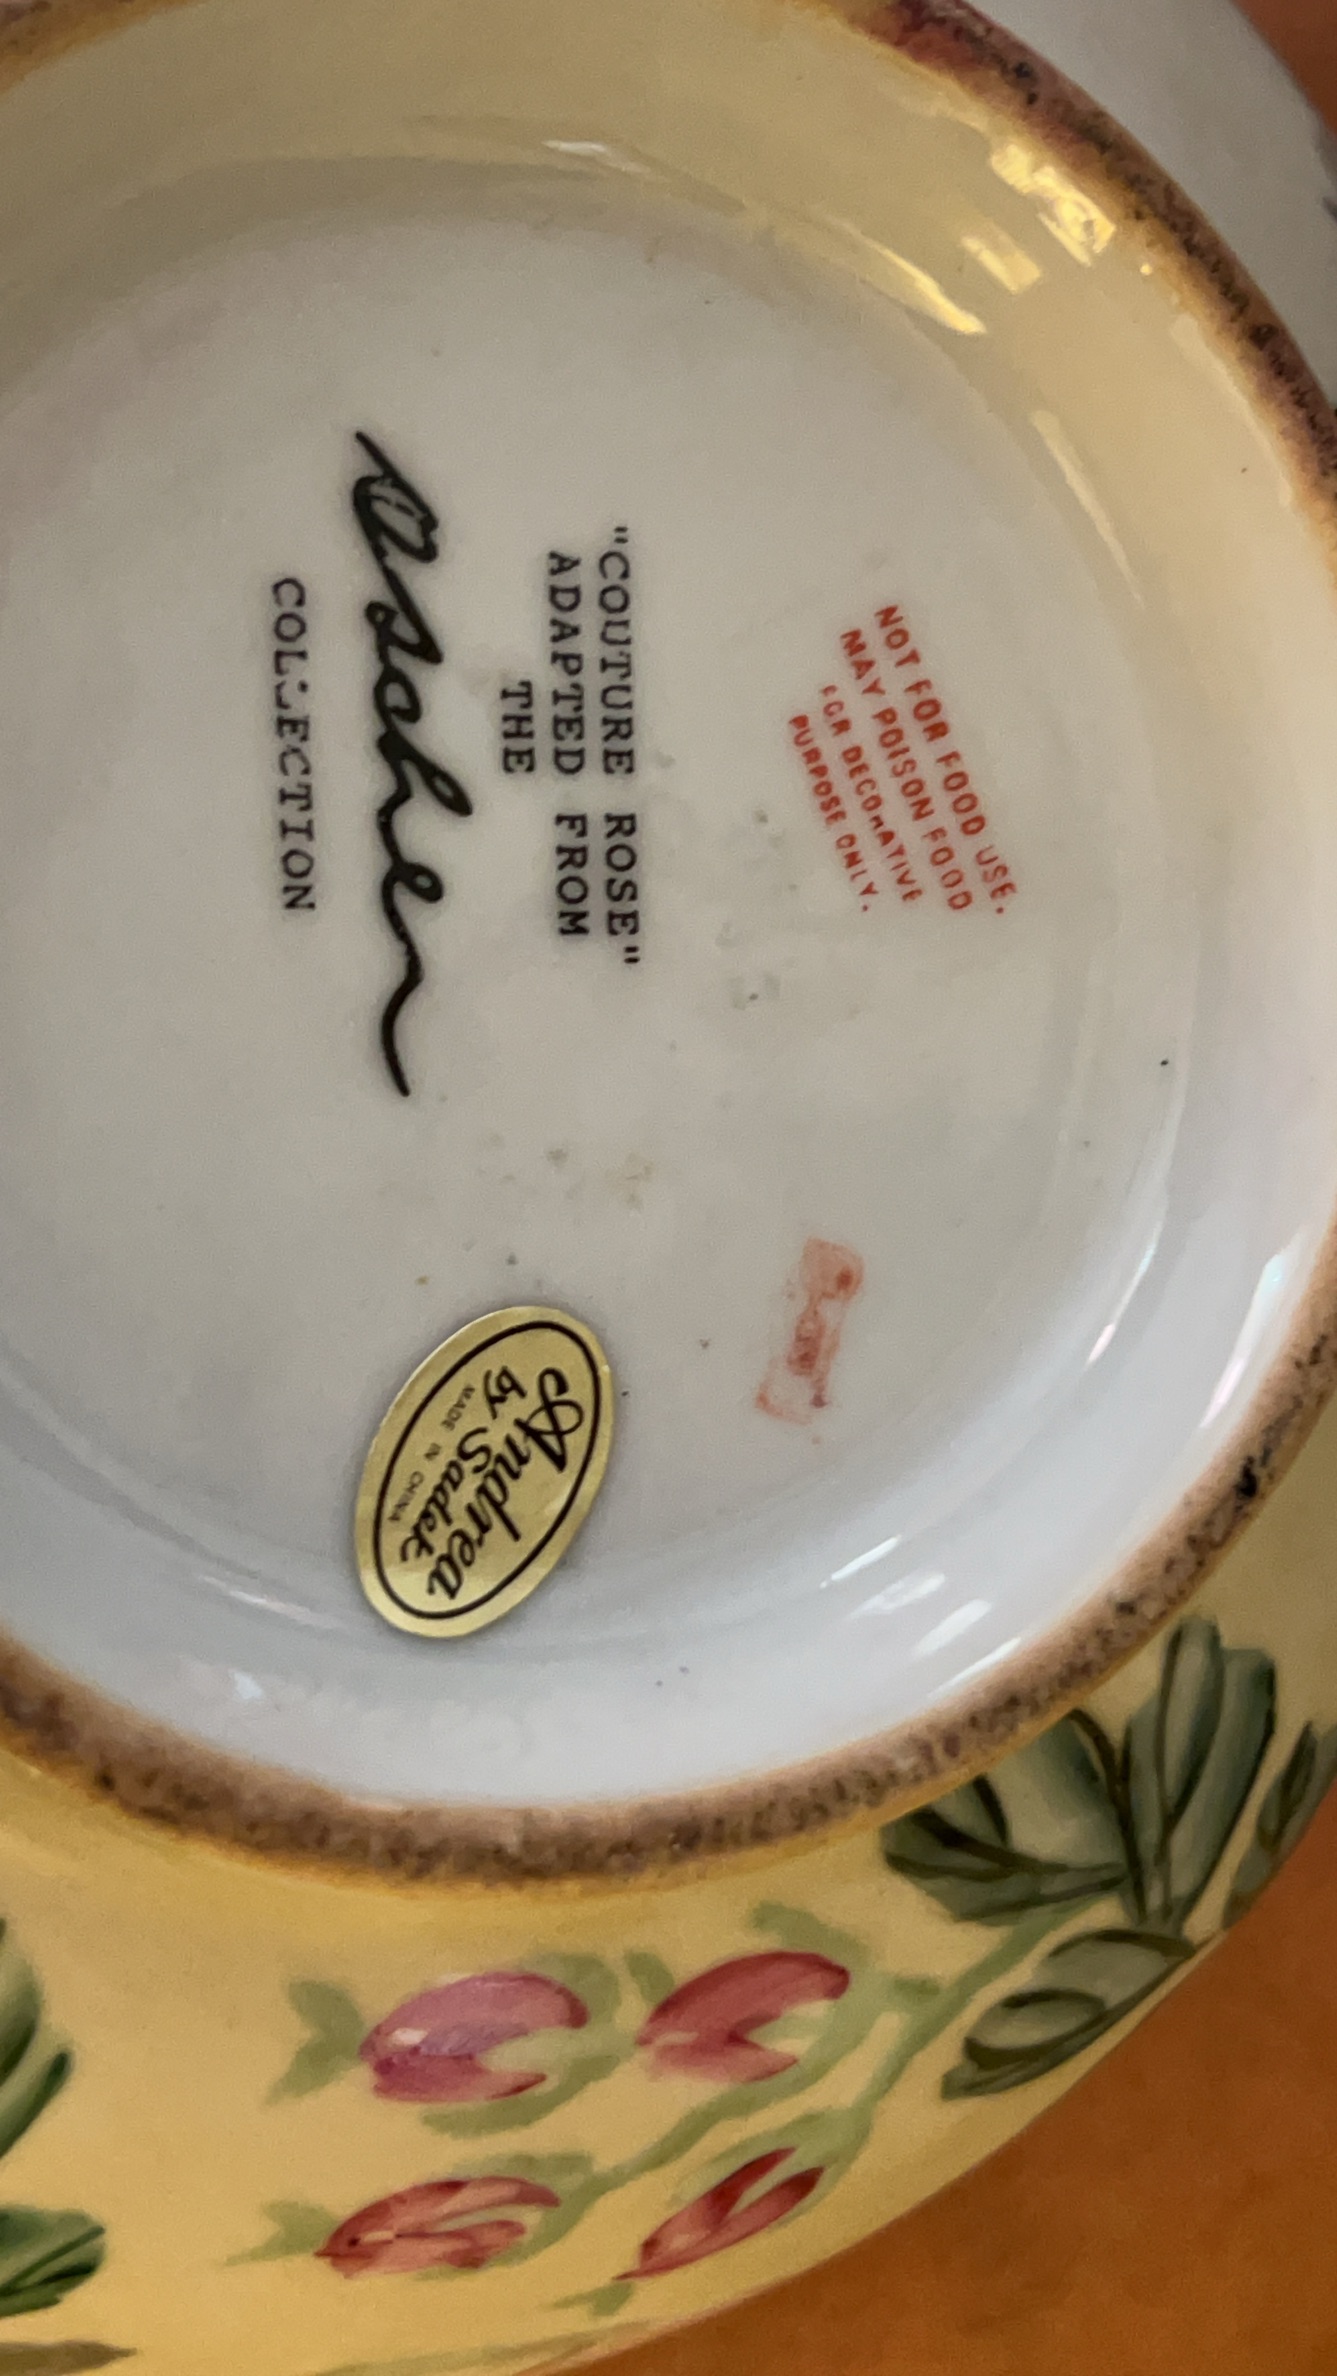 NOT FOR FOOD USE.
MAY POISON FOOD
FOR DECORATIVE
PURPOSE ONLY.
"COUTURE ROSE"
ADAPTED FROM
THE
Ascher
COLLECTION
Andrea
by Sadek
MADE IN CHINA